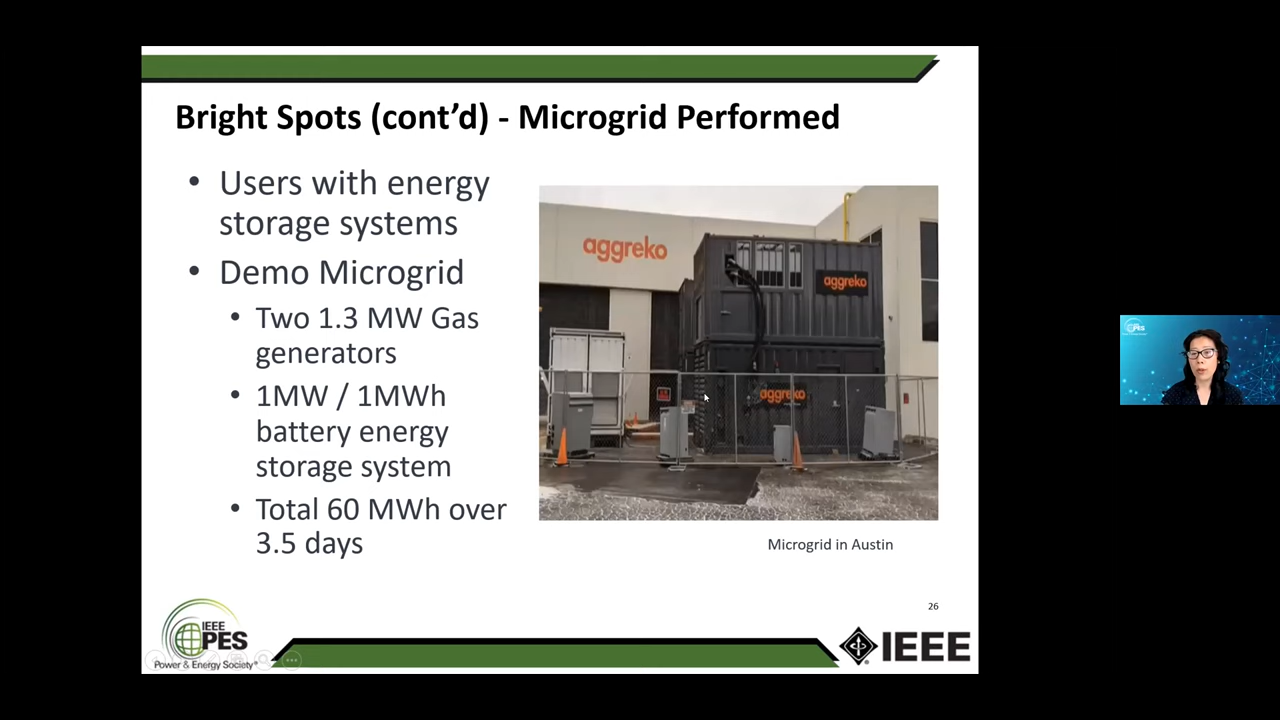 Bright Spots (cont’d) - Microgrid Performed
• Users with energy
storage systems
• Demo Microgrid
• Two 1.3 MW Gas
generators
• 1MW / 1MWh
battery energy
storage system
• Total 60 MWh over
3.5 days
aggreko
aggreko
aggreko
Microgrid in Austin
26
IEEE
PES
Power & Energy Society®
IEEE
PES